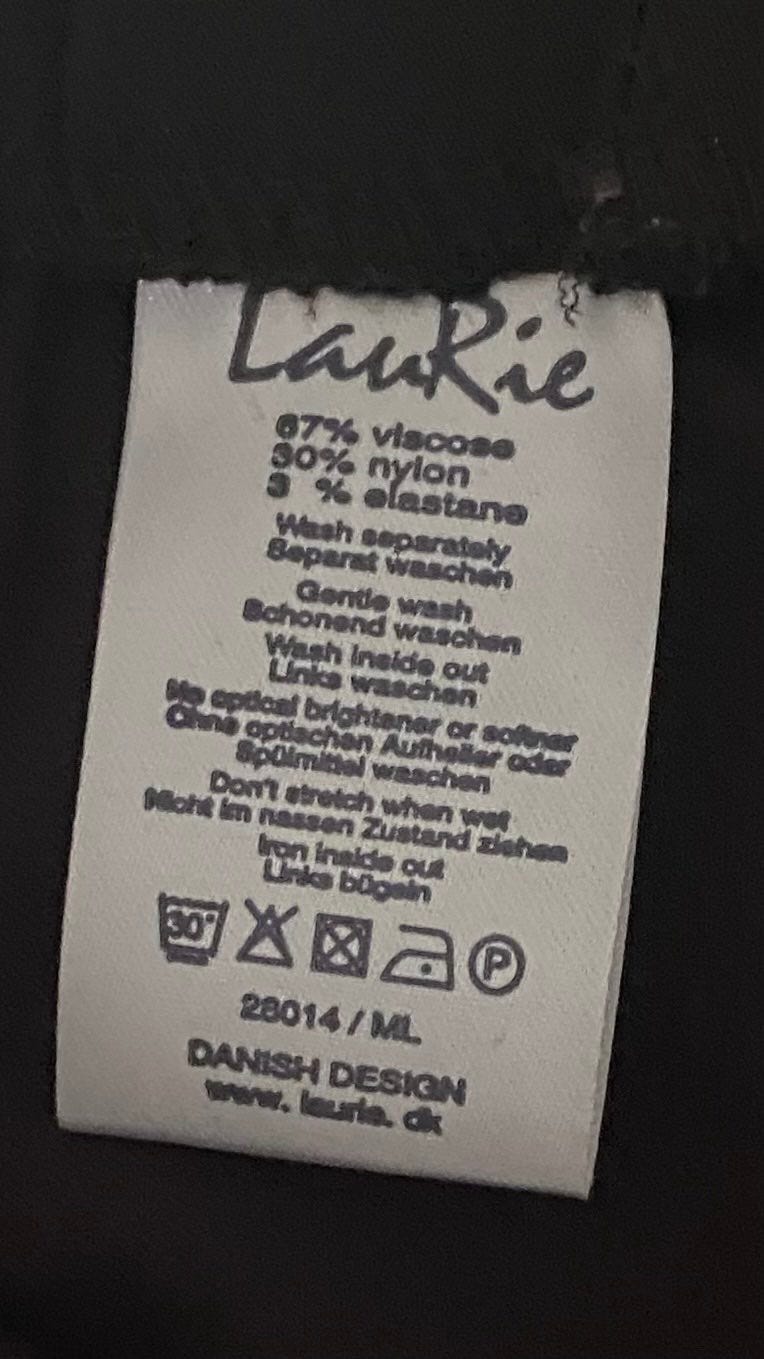 LauRie
67% viscose
30% nylon
3 % elastane
Wash separately
Separat waschen
Gentle wash
Schonend waschen
Wash inside out
Links waschen
No optical brightener or softner
Ohne optischen Aufheller oder
Spülmittel waschen
Don't stretch when wet
Nicht im nassen Zustand ziehen
Iron inside out
Links bügeln
30° P
28014 / ML
DANISH DESIGN
www. laurie. dk